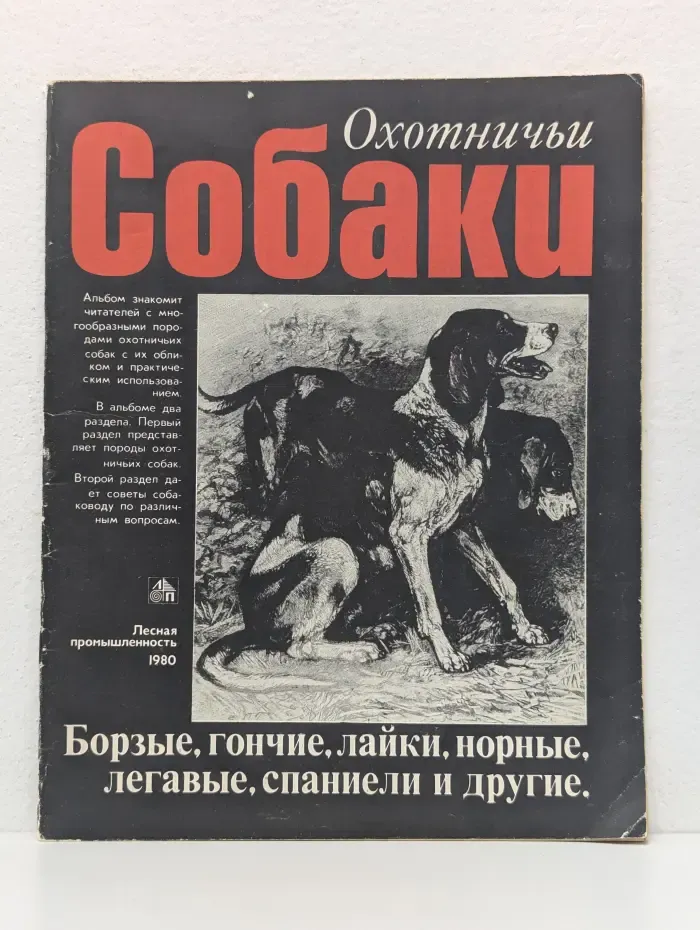 Охотничьи
Собаки
Альбом знакомит
читателей с мно-
гообразными поро-
дами охотничьих
собак с их обли-
ком и практиче-
ским использова-
нием.
В альбоме два
раздела. Первый
раздел представ-
ляет породы охот-
ничьих собак.
Второй раздел да-
ет советы соба-
ководу по различ-
ным вопросам.
ЛП
Лесная
промышленность
1980
Борзые, гончие, лайки, норные,
легавые, спаниели и другие.